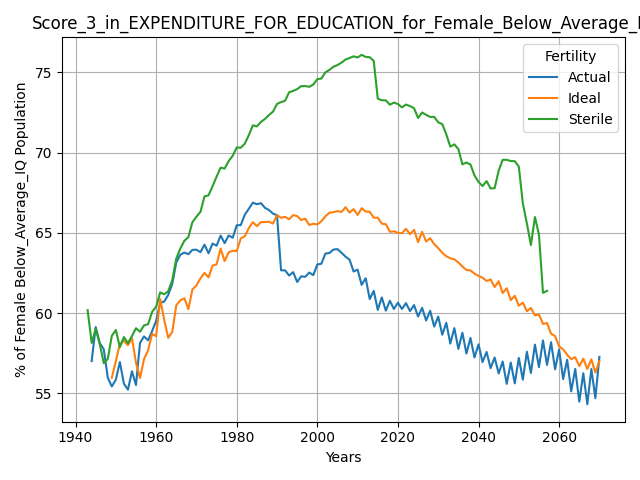 Score_3_in_EXPENDITURE_FOR_EDUCATION_for_Female_Below_Average_
Fertility
Actual
Ideal
Sterile
% of Female Below_Average_IQ Population
75
70
65
60
55
1940 1960 1980 2000 2020 2040 2060
Years